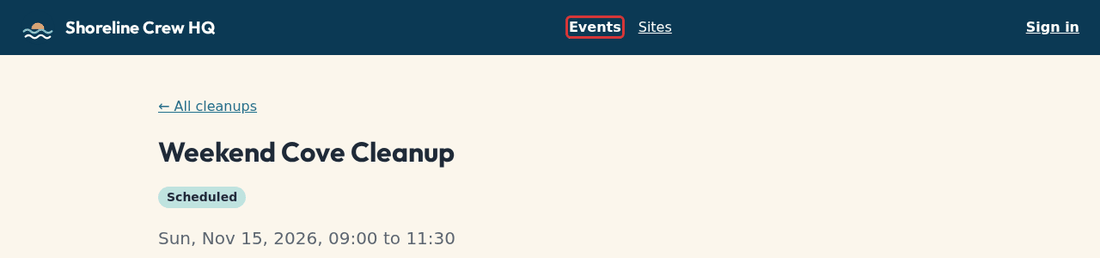 Shoreline Crew HQ
Events Sites
Sign in
← All cleanups
Weekend Cove Cleanup
Scheduled
Sun, Nov 15, 2026, 09:00 to 11:30